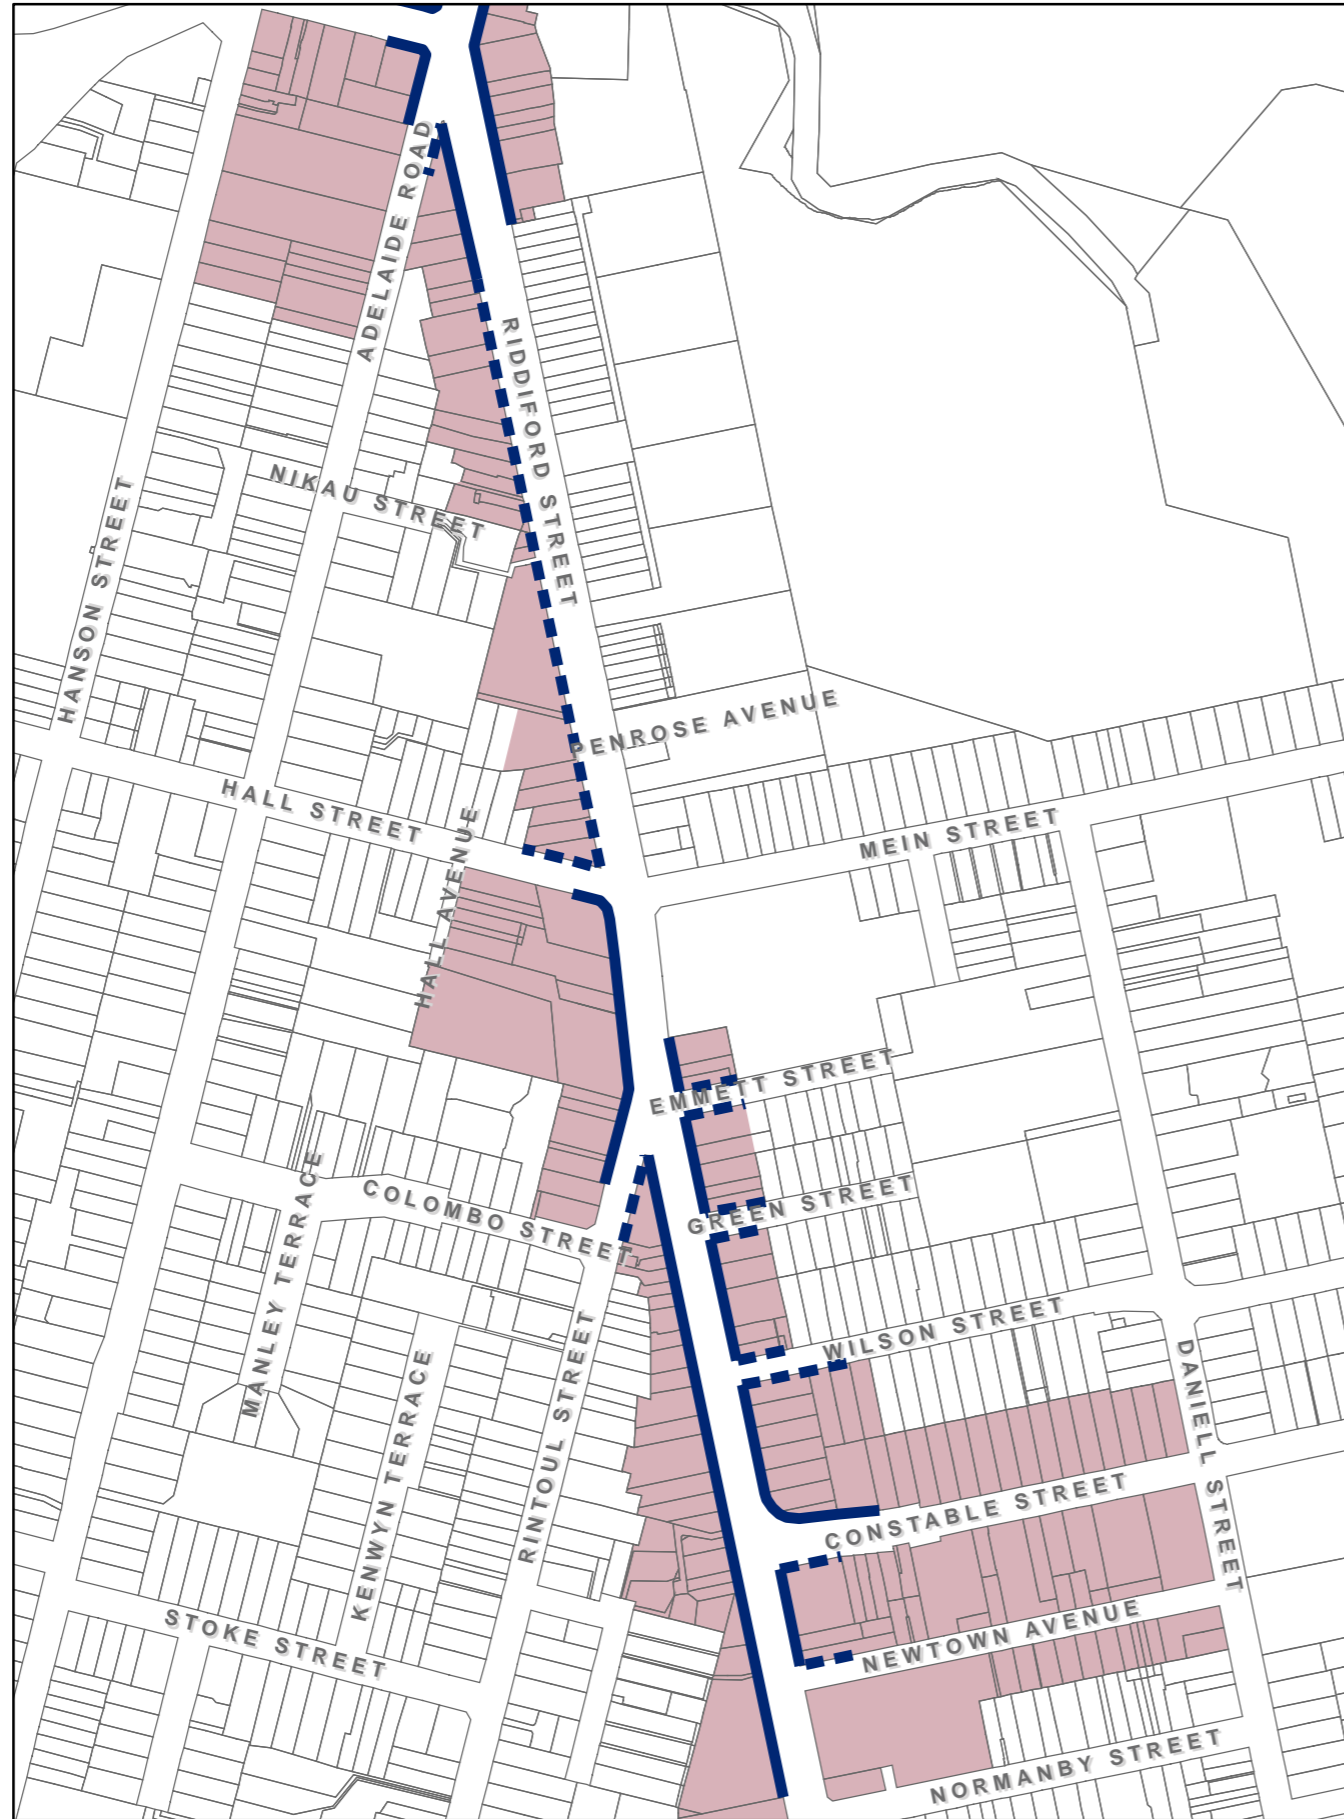 ADELAIDE ROAD
RIDDIFORD STREET
NIKAU STREET
HANSON STREET
PENROSE AVENUE
HALL STREET
MEIN STREET
HALL AVENUE
EMMETT STREET
GREEN STREET
COLOMBO STREET
MANLEY TERRACE
WILSON STREET
RINTOUL STREET
KENWYN TERRACE
DANIELL STREET
CONSTABLE STREET
NEWTOWN AVENUE
STOKE STREET
NORMANBY STREET